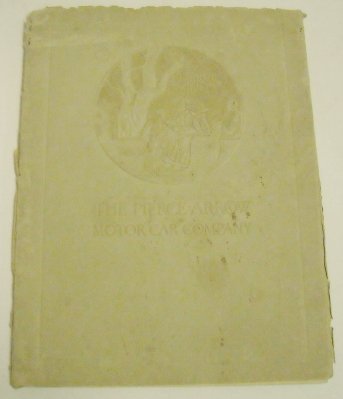 THE PIERCE-ARROW
MOTOR CAR COMPANY